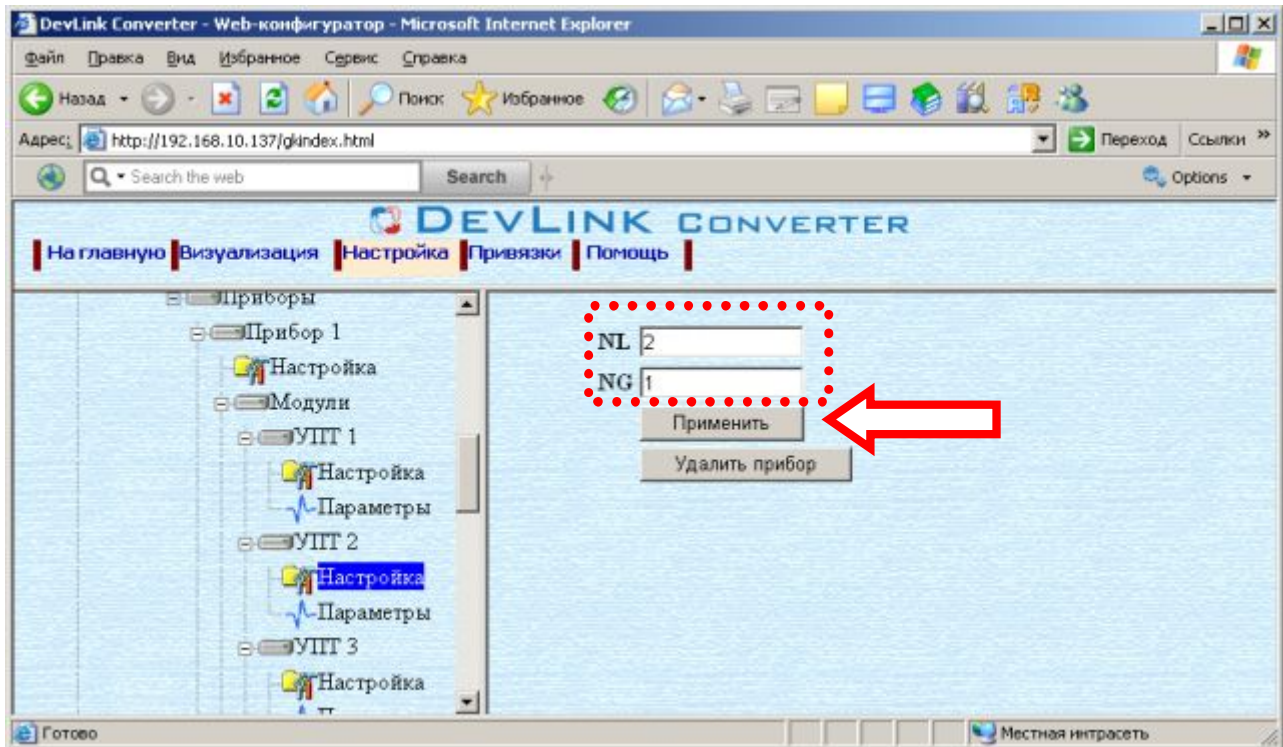 DevLink Converter - Web-конфигуратор - Microsoft Internet Explorer
Файл Правка Вид Избранное Сервис Справка
Назад Поиск Избранное
Адрес: http://192.168.10.137/gkindex.html Переход Ссылки »
Search the web Search Options
DEVLINK CONVERTER
На главную Визуализация Настройка Привязки Помощь
Приборы
Прибор 1
Настройка
Модули
УПТ 1
Настройка
Параметры
УПТ 2
Настройка
Параметры
УПТ 3
Настройка
NL 2
NG 1
Применить
Удалить прибор
Готово Местная интрасеть